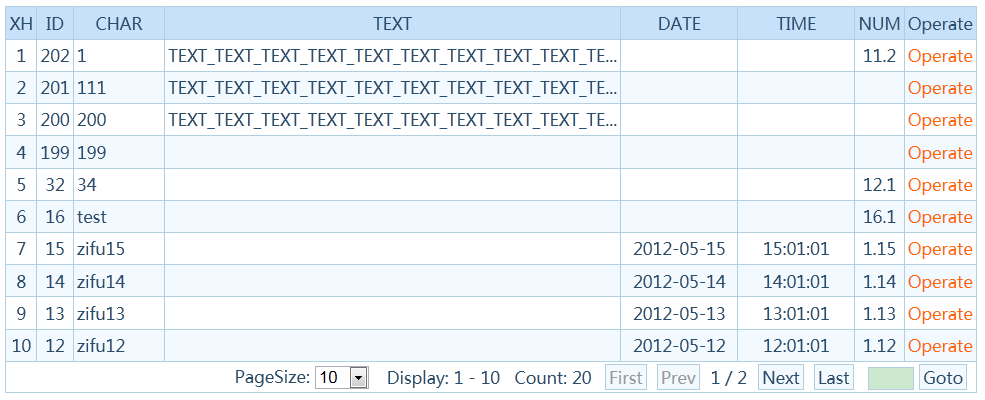 XH ID CHAR TEXT DATE TIME NUM Operate
1 202 1 TEXT_TEXT_TEXT_TEXT_TEXT_TEXT_TEXT_TEXT_TEXT_TE... 11.2 Operate
2 201 111 TEXT_TEXT_TEXT_TEXT_TEXT_TEXT_TEXT_TEXT_TEXT_TE... Operate
3 200 200 TEXT_TEXT_TEXT_TEXT_TEXT_TEXT_TEXT_TEXT_TEXT_TE... Operate
4 199 199 Operate
5 32 34 12.1 Operate
6 16 test 16.1 Operate
7 15 zifu15 2012-05-15 15:01:01 1.15 Operate
8 14 zifu14 2012-05-14 14:01:01 1.14 Operate
9 13 zifu13 2012-05-13 13:01:01 1.13 Operate
10 12 zifu12 2012-05-12 12:01:01 1.12 Operate
PageSize: 10 Display: 1 - 10 Count: 20 First Prev 1 / 2 Next Last Goto